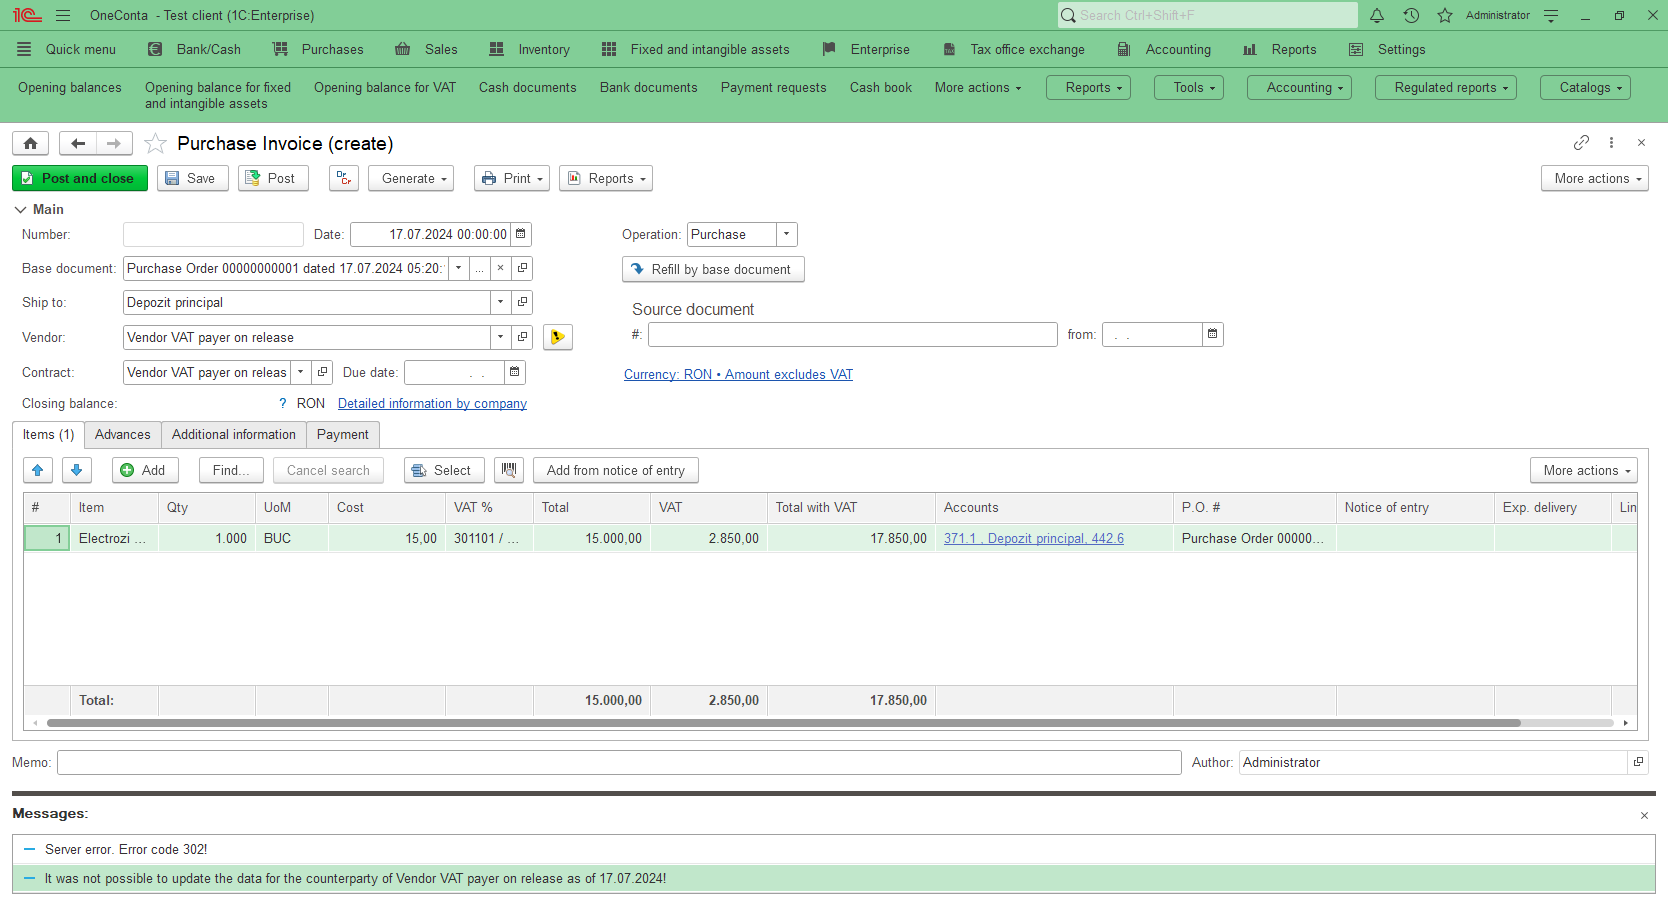 OneConta - Test client (1C:Enterprise)
Search Ctrl+Shift+F
Administrator
Quick menu
Bank/Cash
Purchases
Sales
Inventory
Fixed and intangible assets
Enterprise
Tax office exchange
Accounting
Reports
Settings
Opening balances
Opening balance for fixed
and intangible assets
Opening balance for VAT
Cash documents
Bank documents
Payment requests
Cash book
More actions
Reports
Tools
Accounting
Regulated reports
Catalogs
Purchase Invoice (create)
Post and close
Save
Post
Dr
Cr
Generate
Print
Reports
More actions
Main
Number:
Date: 17.07.2024 00:00:00
Operation: Purchase
Base document: Purchase Order 00000000001 dated 17.07.2024 05:20:
...
Refill by base document
Ship to: Depozit principal
Source document
Vendor: Vendor VAT payer on release
#:
from: . .
Contract: Vendor VAT payer on releas
Due date: . .
Currency: RON • Amount excludes VAT
Closing balance: ? RON Detailed information by company
Items (1)
Advances
Additional information
Payment
Add
Find...
Cancel search
Select
Add from notice of entry
More actions
# Item Qty UoM Cost VAT % Total VAT Total with VAT Accounts P.O. # Notice of entry Exp. delivery Lin
1 Electrozi ... 1.000 BUC 15,00 301101 / ... 15.000,00 2.850,00 17.850,00 371.1 , Depozit principal, 442.6 Purchase Order 00000...
Total: 15.000,00 2.850,00 17.850,00
Memo:
Author: Administrator
Messages:
Server error. Error code 302!
It was not possible to update the data for the counterparty of Vendor VAT payer on release as of 17.07.2024!